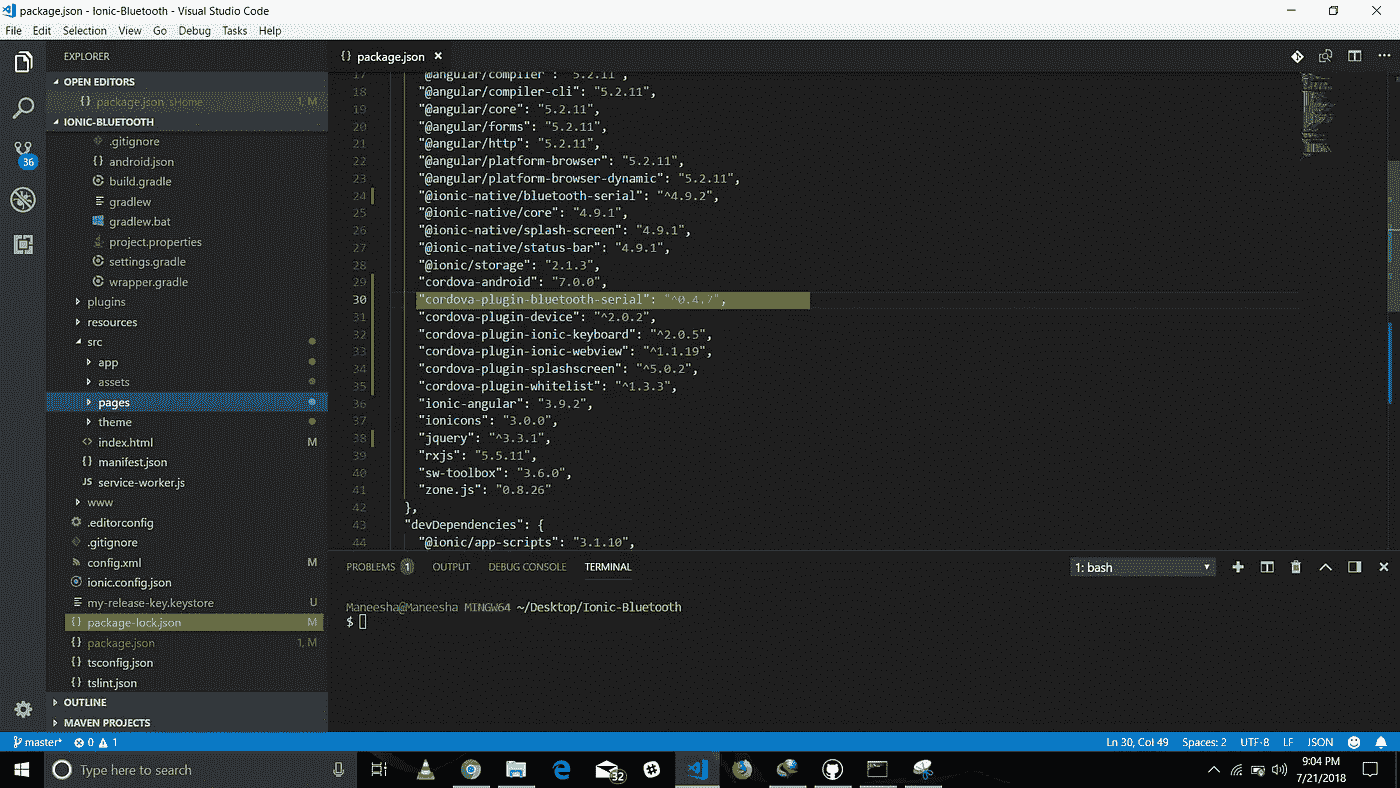 package.json - Ionic-Bluetooth - Visual Studio Code
File Edit Selection View Go Debug Tasks Help
EXPLORER
OPEN EDITORS
{} package.json sHome 1, M
IONIC-BLUETOOTH
.gitignore
{} android.json
build.gradle
gradlew
gradlew.bat
project.properties
settings.gradle
wrapper.gradle
plugins
resources
src
app
assets
pages
theme
<> index.html M
{} manifest.json
JS service-worker.js
www
.editorconfig
.gitignore
config.xml M
ionic.config.json
my-release-key.keystore U
{} package-lock.json M
{} package.json 1, M
{} tsconfig.json
{} tslint.json
OUTLINE
MAVEN PROJECTS
36
{} package.json ×
17 "@angular/compiler": "5.2.11",
18 "@angular/compiler-cli": "5.2.11",
19 "@angular/core": "5.2.11",
20 "@angular/forms": "5.2.11",
21 "@angular/http": "5.2.11",
22 "@angular/platform-browser": "5.2.11",
23 "@angular/platform-browser-dynamic": "5.2.11",
24 "@ionic-native/bluetooth-serial": "^4.9.2",
25 "@ionic-native/core": "4.9.1",
26 "@ionic-native/splash-screen": "4.9.1",
27 "@ionic-native/status-bar": "4.9.1",
28 "@ionic/storage": "2.1.3",
29 "cordova-android": "7.0.0",
30 "cordova-plugin-bluetooth-serial": "^0.4.7",
31 "cordova-plugin-device": "^2.0.2",
32 "cordova-plugin-ionic-keyboard": "^2.0.5",
33 "cordova-plugin-ionic-webview": "^1.1.19",
34 "cordova-plugin-splashscreen": "^5.0.2",
35 "cordova-plugin-whitelist": "^1.3.3",
36 "ionic-angular": "3.9.2",
37 "ionicons": "3.0.0",
38 "jquery": "^3.3.1",
39 "rxjs": "5.5.11",
40 "sw-toolbox": "3.6.0",
41 "zone.js": "0.8.26"
42 },
43 "devDependencies": {
44 "@ionic/app-scripts": "3.1.10",
PROBLEMS 1 OUTPUT DEBUG CONSOLE TERMINAL
1: bash
Maneesha@Maneesha MINGW64 ~/Desktop/Ionic-Bluetooth
$
master* 0 1
Ln 30, Col 49 Spaces: 2 UTF-8 LF JSON
Type here to search
32
9:04 PM
7/21/2018